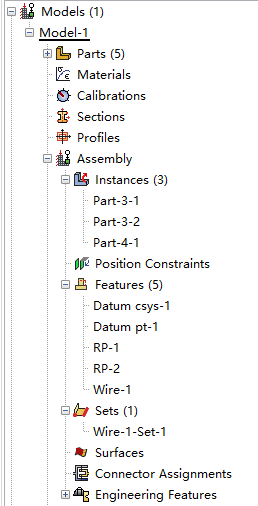 Models (1)
Model-1
Parts (5)
Materials
Calibrations
Sections
Profiles
Assembly
Instances (3)
Part-3-1
Part-3-2
Part-4-1
Position Constraints
Features (5)
Datum csys-1
Datum pt-1
RP-1
RP-2
Wire-1
Sets (1)
Wire-1-Set-1
Surfaces
Connector Assignments
Engineering Features